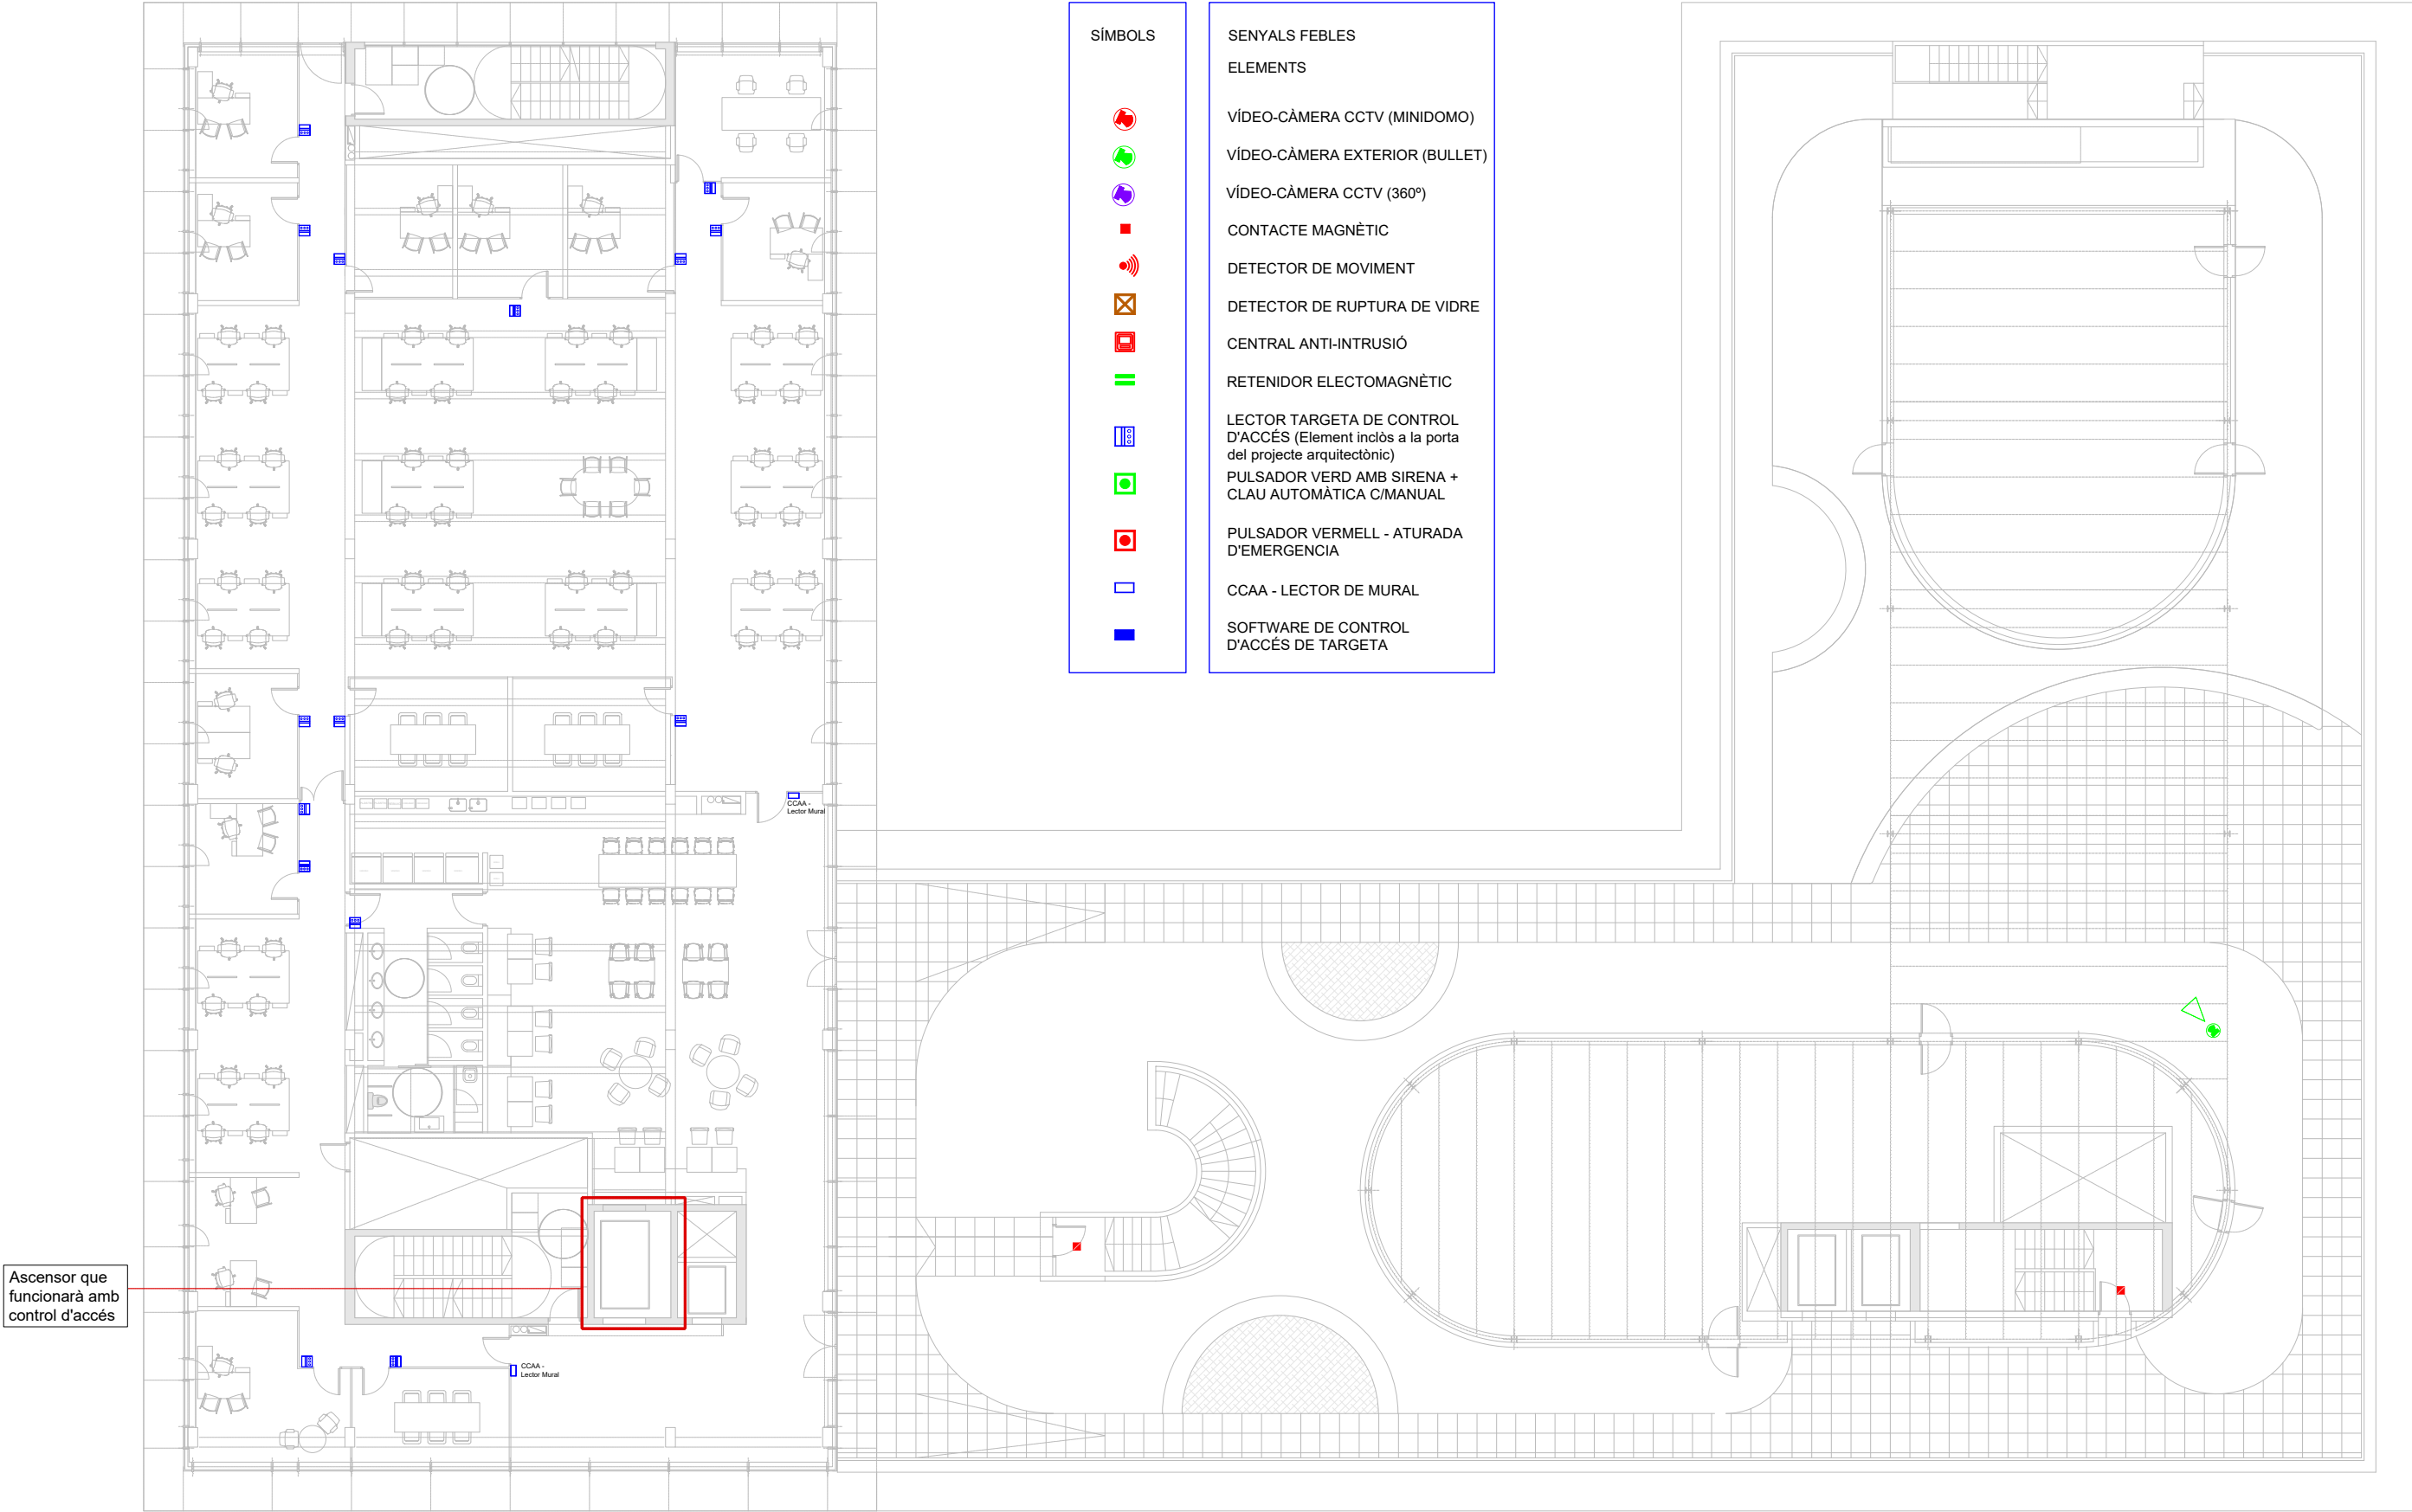 SÍMBOLS
SENYALS FEBLES
ELEMENTS
VÍDEO-CÀMERA CCTV (MINIDOMO)
VÍDEO-CÀMERA EXTERIOR (BULLET)
VÍDEO-CÀMERA CCTV (360º)
CONTACTE MAGNÈTIC
DETECTOR DE MOVIMENT
DETECTOR DE RUPTURA DE VIDRE
CENTRAL ANTI-INTRUSIÓ
RETENIDOR ELECTOMAGNÈTIC
LECTOR TARGETA DE CONTROL
D'ACCÉS (Element inclòs a la porta
del projecte arquitectònic)
PULSADOR VERD AMB SIRENA +
CLAU AUTOMÀTICA C/MANUAL
PULSADOR VERMELL - ATURADA
D'EMERGENCIA
CCAA - LECTOR DE MURAL
SOFTWARE DE CONTROL
D'ACCÉS DE TARGETA
CCAA -
Lector Mural
Ascensor que
funcionarà amb
control d'accés
CCAA -
Lector Mural